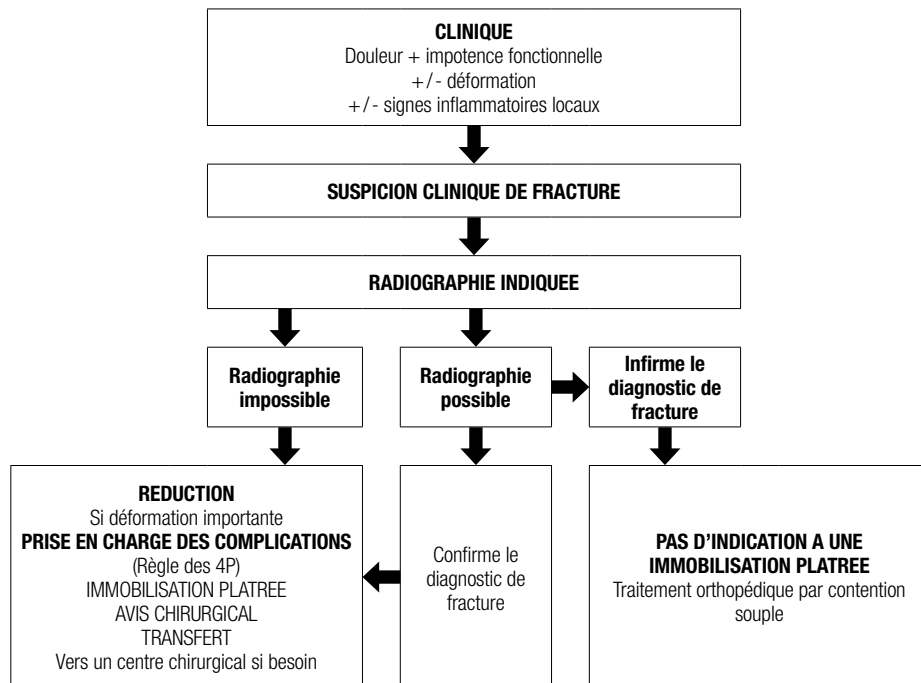 CLINIQUE
Douleur + impotence fonctionnelle
+/- déformation
+/- signes inflammatoires locaux
SUSPICION CLINIQUE DE FRACTURE
RADIOGRAPHIE INDIQUEE
Radiographie
impossible
Radiographie
possible
Infirme le
diagnostic de
fracture
REDUCTION
Si déformation importante
PRISE EN CHARGE DES COMPLICATIONS
(Règle des 4P)
IMMOBILISATION PLATREE
AVIS CHIRURGICAL
TRANSFERT
Vers un centre chirurgical si besoin
Confirme le
diagnostic de
fracture
PAS D'INDICATION A UNE
IMMOBILISATION PLATREE
Traitement orthopédique par contention
souple